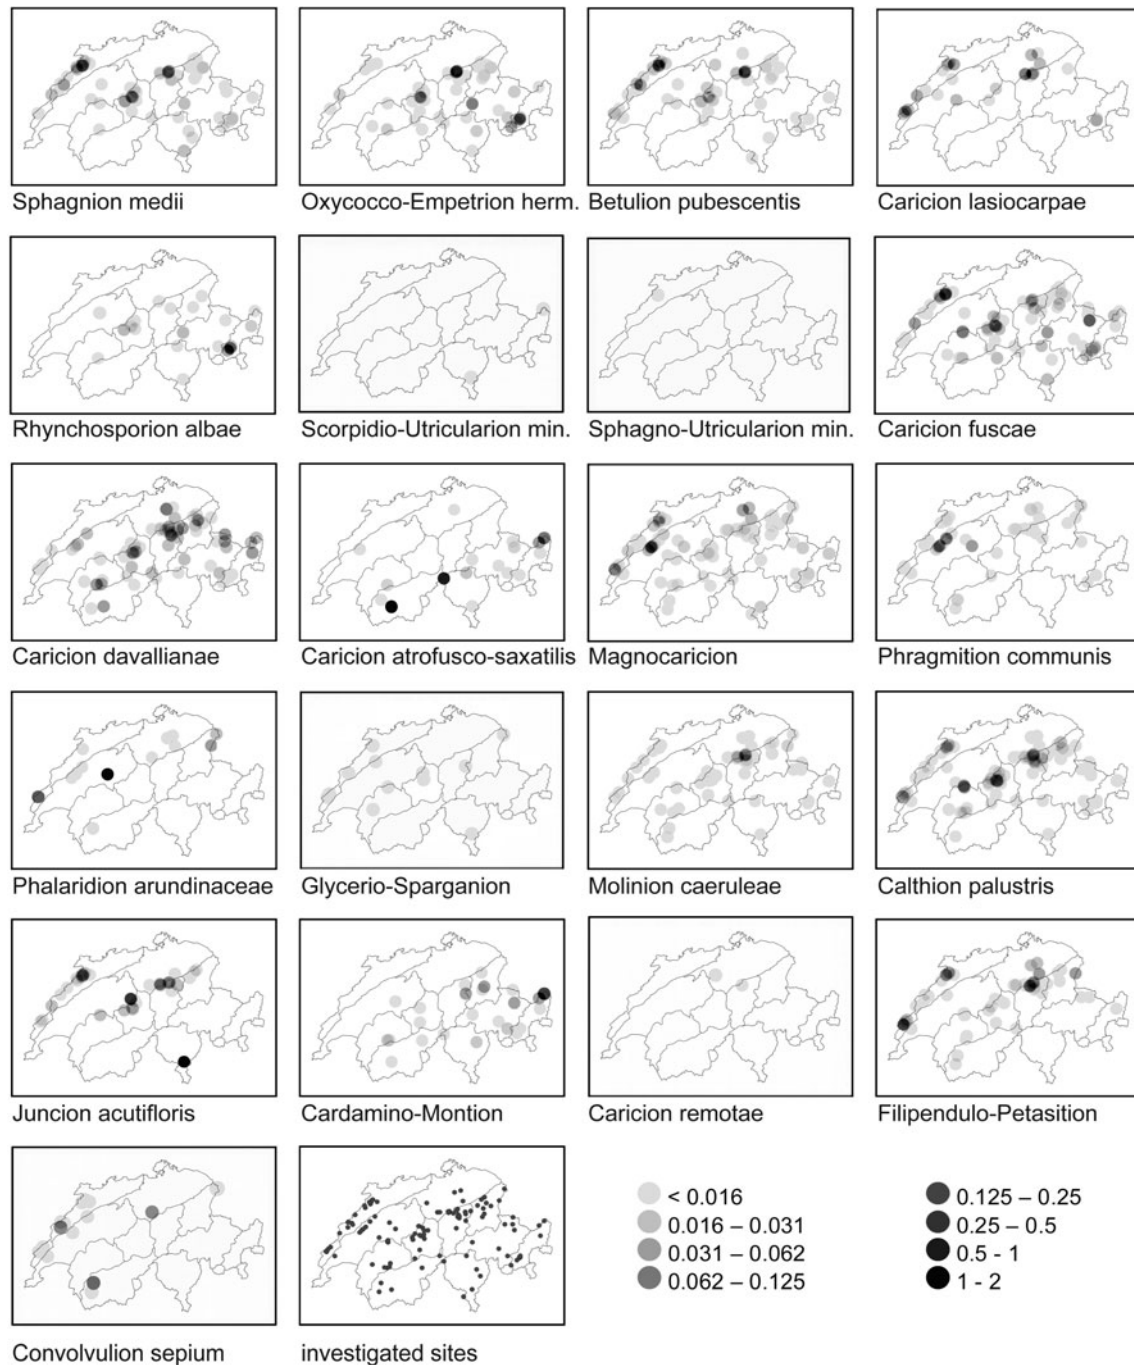 Sphagnion medii
Oxycocco-Empetrion herm.
Betulion pubescentis
Caricion lasiocarpae
Rhynchosporion albae
Scorpidio-Utricularion min.
Sphagno-Utricularion min.
Caricion fuscae
Caricion davallianae
Caricion atrofusco-saxatilis
Magnocaricion
Phragmition communis
Phalaridion arundinaceae
Glycerio-Sparganion
Molinion caeruleae
Calthion palustris
Juncion acutifloris
Cardamino-Montion
Caricion remotae
Filipendulo-Petasition
Convolvulion sepium
investigated sites
< 0.016
0.016 – 0.031
0.031 – 0.062
0.062 – 0.125
0.125 – 0.25
0.25 – 0.5
0.5 - 1
1 - 2